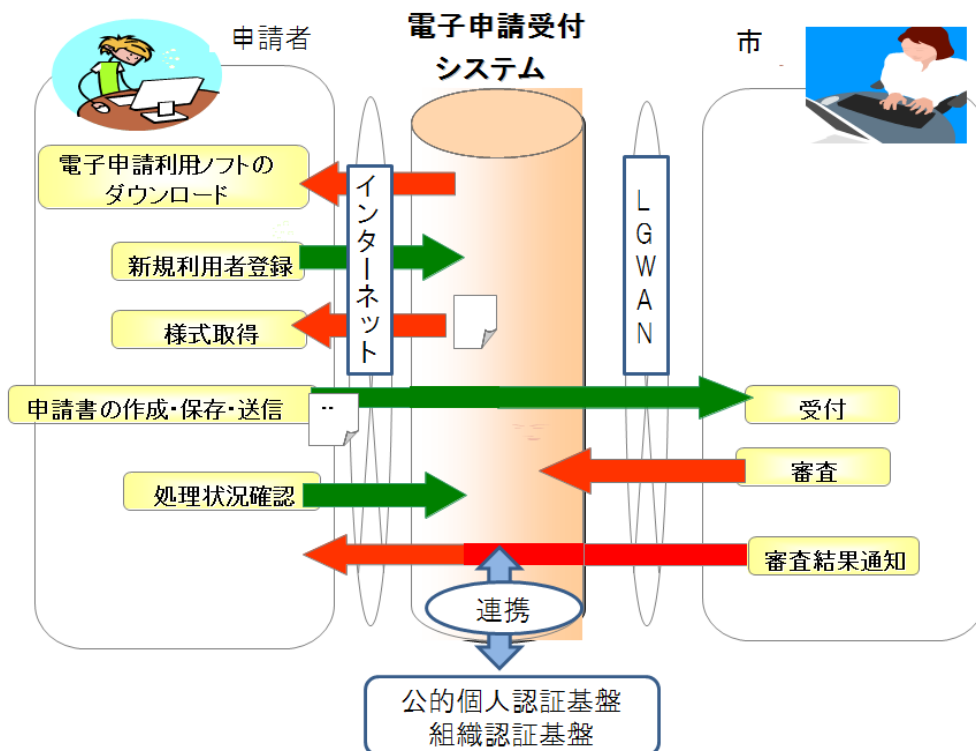 申請者
電子申請受付
システム
市
電子申請利用ソフトの
ダウンロード
インターネット
LGWAN
新規利用者登録
様式取得
申請書の作成・保存・送信
受付
審査
処理状況確認
審査結果通知
連携
公的個人認証基盤
組織認証基盤